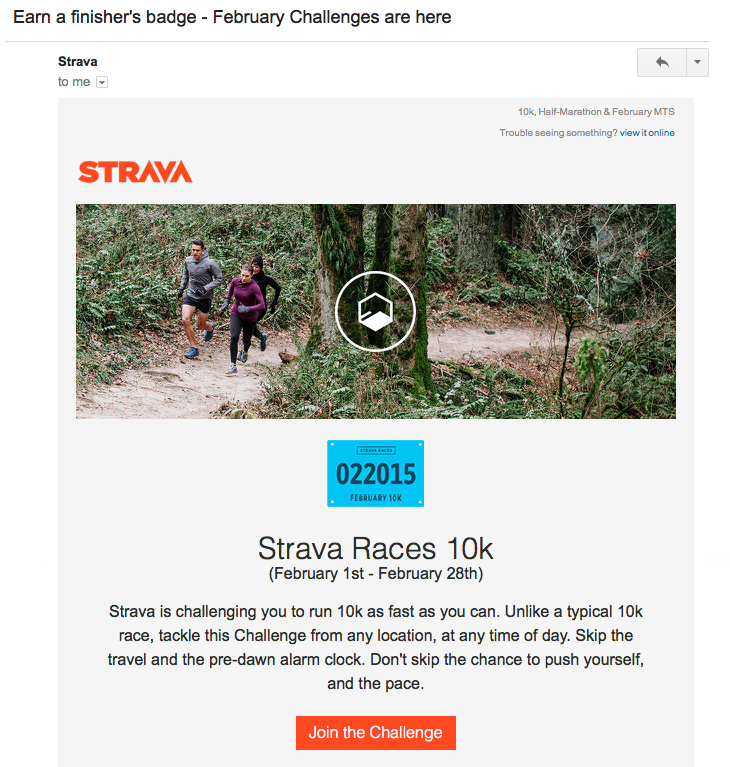 Earn a finisher's badge - February Challenges are here
Strava
to me
10k, Half-Marathon & February MTS
Trouble seeing something? view it online
STRAVA
STRAVA RACES
022015
FEBRUARY 10K
Strava Races 10k
(February 1st - February 28th)
Strava is challenging you to run 10k as fast as you can. Unlike a typical 10k
race, tackle this Challenge from any location, at any time of day. Skip the
travel and the pre-dawn alarm clock. Don't skip the chance to push yourself,
and the pace.
Join the Challenge